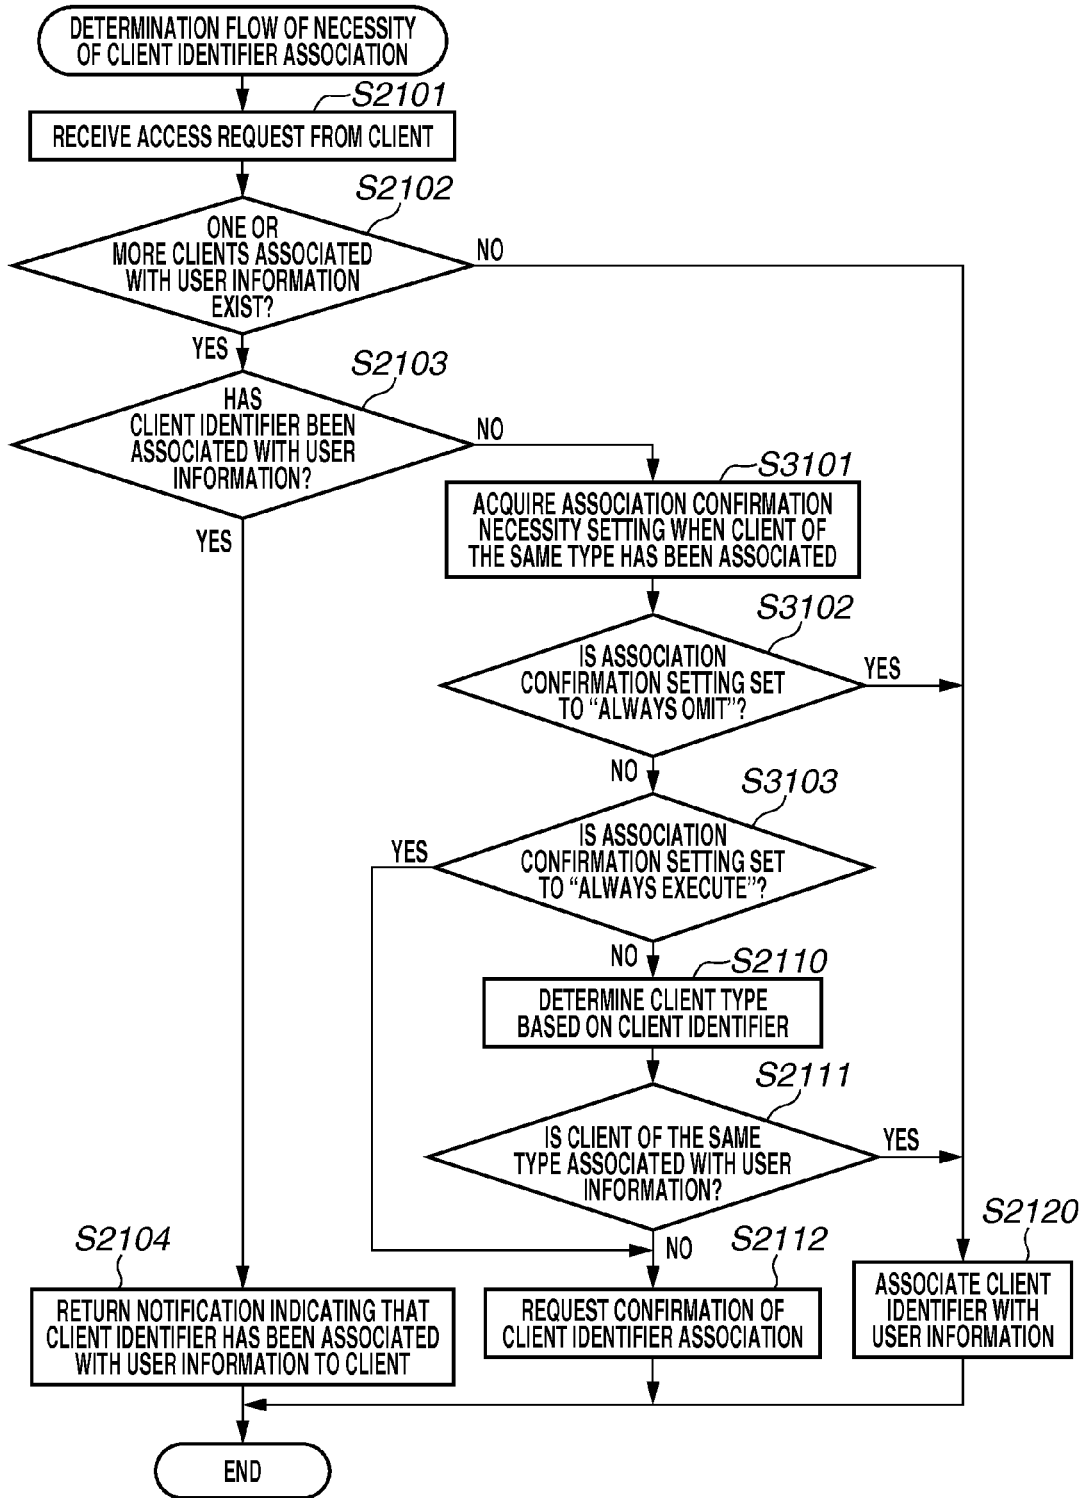 DETERMINATION FLOW OF NECESSITY
OF CLIENT IDENTIFIER ASSOCIATION
S2101
RECEIVE ACCESS REQUEST FROM CLIENT
S2102
ONE OR
MORE CLIENTS ASSOCIATED
WITH USER INFORMATION
EXIST?
NO
YES
S2103
HAS
CLIENT IDENTIFIER BEEN
ASSOCIATED WITH USER
INFORMATION?
NO
YES
S3101
ACQUIRE ASSOCIATION CONFIRMATION
NECESSITY SETTING WHEN CLIENT OF
THE SAME TYPE HAS BEEN ASSOCIATED
S3102
IS ASSOCIATION
CONFIRMATION SETTING SET
TO “ALWAYS OMIT”?
YES
NO
S3103
IS ASSOCIATION
CONFIRMATION SETTING SET
TO “ALWAYS EXECUTE”?
YES
NO
S2110
DETERMINE CLIENT TYPE
BASED ON CLIENT IDENTIFIER
S2111
IS CLIENT OF THE SAME
TYPE ASSOCIATED WITH USER
INFORMATION?
YES
NO
S2104
RETURN NOTIFICATION INDICATING THAT
CLIENT IDENTIFIER HAS BEEN ASSOCIATED
WITH USER INFORMATION TO CLIENT
S2112
REQUEST CONFIRMATION OF
CLIENT IDENTIFIER ASSOCIATION
S2120
ASSOCIATE CLIENT
IDENTIFIER WITH
USER INFORMATION
END